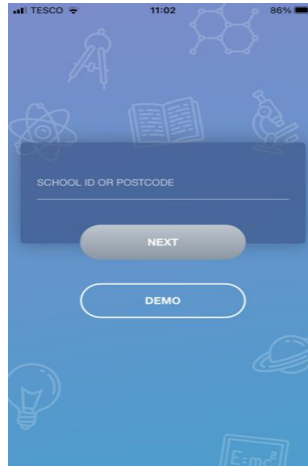 TESCO 11:02 86%
SCHOOL ID OR POSTCODE
NEXT
DEMO
E=mc²